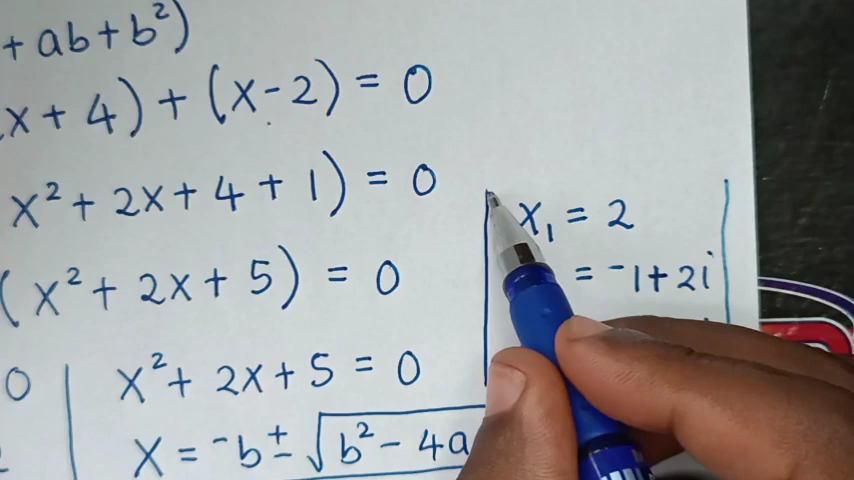 + ab + b²)
x + 4) + (x - 2) = 0
x² + 2x + 4 + 1) = 0
(x² + 2x + 5) = 0
0
x² + 2x + 5 = 0
x = -b ± √b² - 4a
x₁ = 2
= -1 + 2i